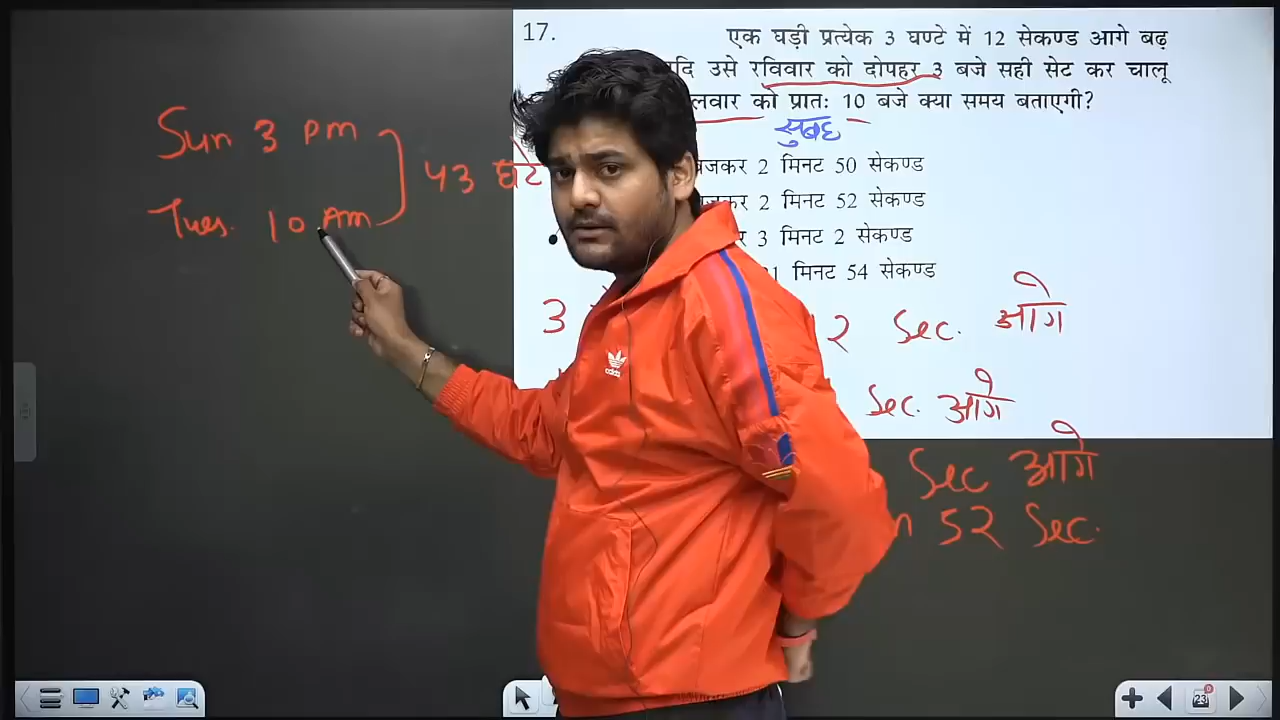 17. एक घड़ी प्रत्येक 3 घण्टे में 12 सेकण्ड आगे बढ़
उसे रविवार को दोपहर 3 बजे सही सेट कर चालू
को प्रातः 10 बजे क्या समय बताएगी?
सुबह
2 मिनट 50 सेकण्ड
2 मिनट 52 सेकण्ड
3 मिनट 2 सेकण्ड
मिनट 54 सेकण्ड
Sun 3 pm
43 घंटे
Tues. 10 Am
3
Sec. आगे
Sec. आगे
Sec आगे
52 Sec.
adidas
23